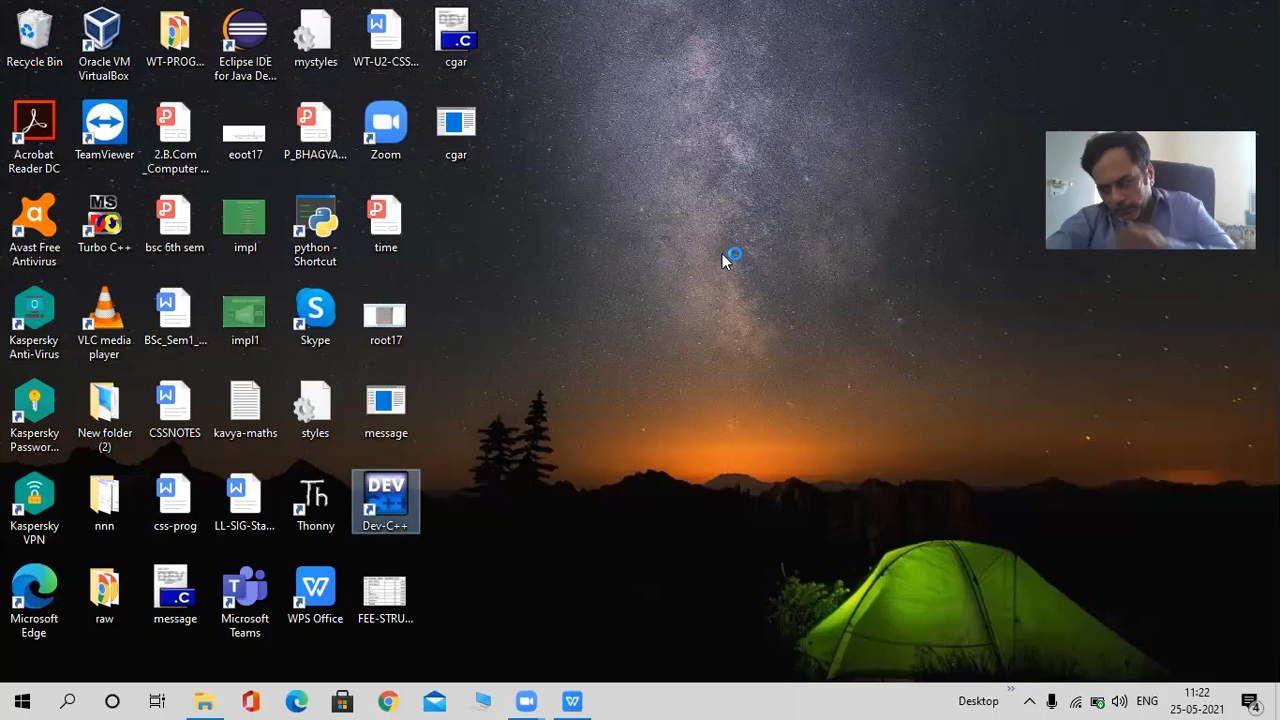 Recycle Bin
Oracle VM
VirtualBox
WT-PROG...
Eclipse IDE
for Java De...
mystyles
WT-U2-CSS...
cgar
Acrobat
Reader DC
TeamViewer
2.B.Com
_Computer ...
eoot17
P_BHAGYA...
Zoom
cgar
Avast Free
Antivirus
Turbo C++
bsc 6th sem
impl
python -
Shortcut
time
Kaspersky
Anti-Virus
VLC media
player
BSc_Sem1_...
impl1
Skype
root17
Kaspersky
Passwor...
New folder
(2)
CSSNOTES
kavya-maths
styles
message
Kaspersky
VPN
nnn
css-prog
LL-SIG-Sta...
Thonny
Dev-C++
Microsoft
Edge
raw
message
Microsoft
Teams
WPS Office
FEE-STRU...
Desktop
ENG
11:22
25-05-2021
4